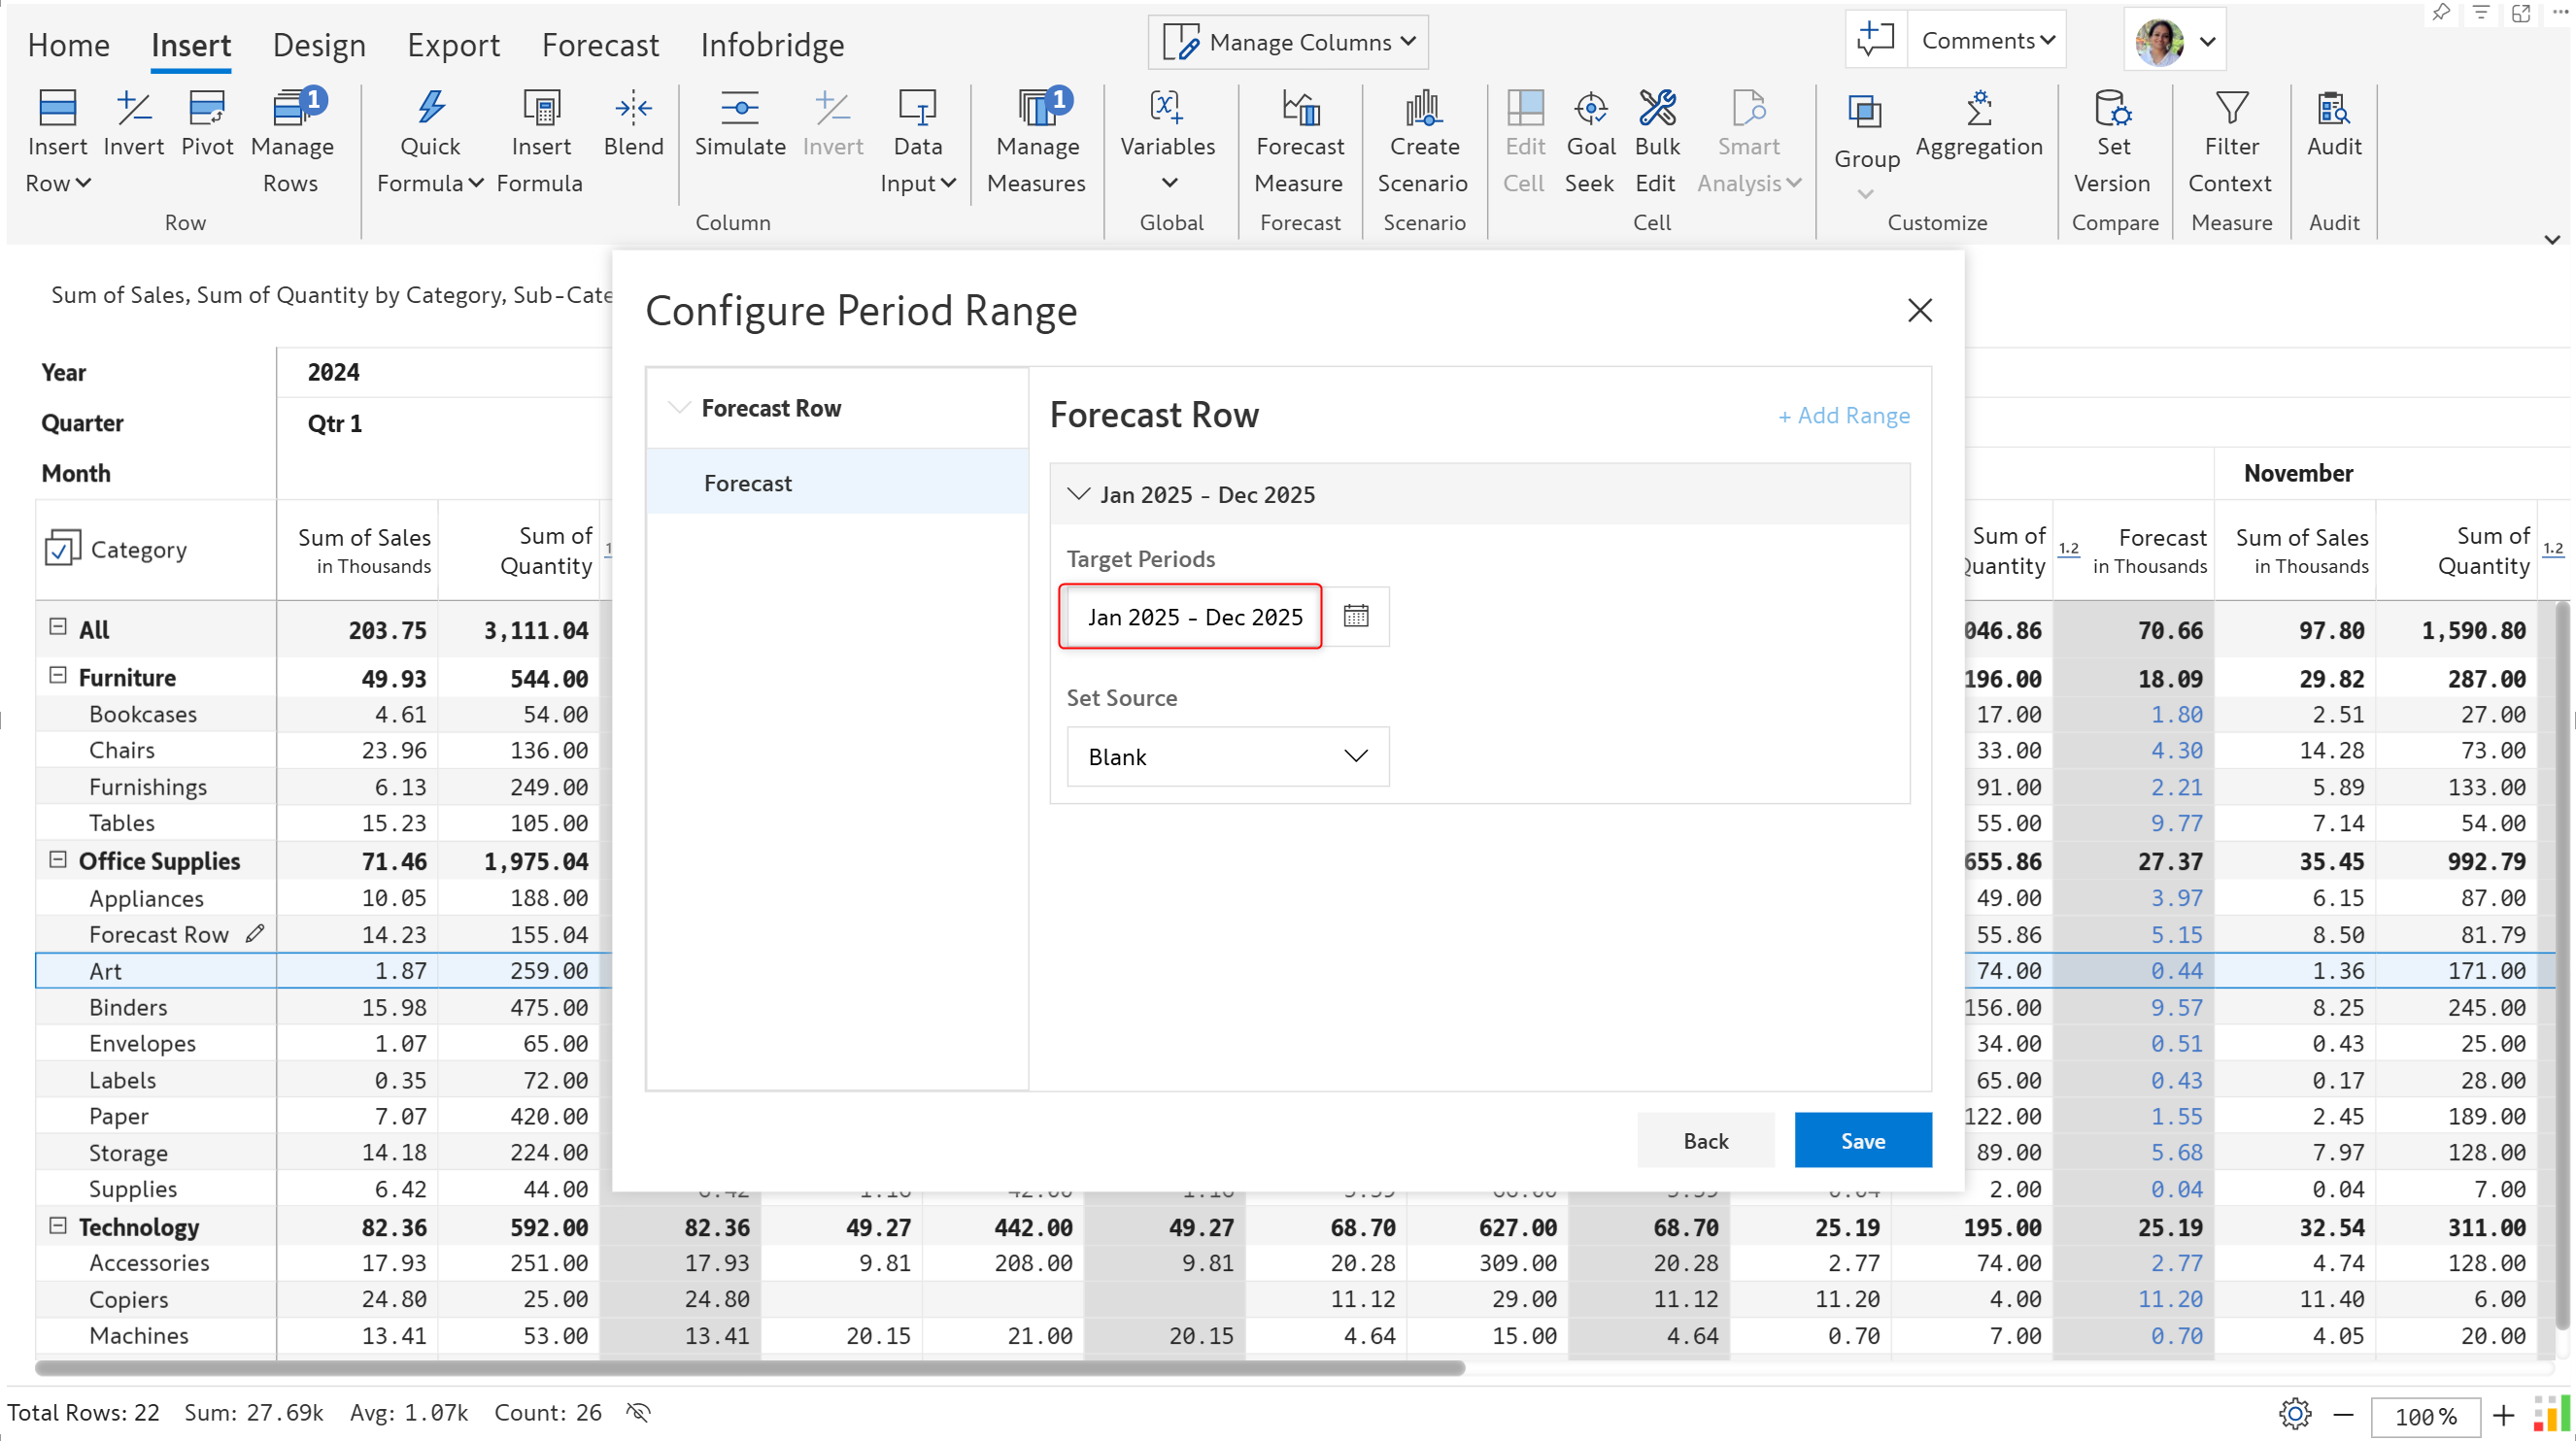 Home Insert Design Export Forecast Infobridge Manage Columns Comments
1 1
Insert Row Invert Pivot Manage Rows Quick Formula Insert Formula Blend Simulate Invert Data Input Manage Measures Variables Forecast Measure Create Scenario Edit Cell Goal Seek Bulk Edit Smart Analysis Group Aggregation Set Version Filter Context Audit
Row Column Global Forecast Scenario Cell Customize Compare Measure Audit
Sum of Sales, Sum of Quantity by Category, Sub-Cate
Configure Period Range
Year 2024
Quarter Qtr 1
Month November
Forecast Row
Forecast
Forecast Row + Add Range
Jan 2025 - Dec 2025
Target Periods
Jan 2025 - Dec 2025
Set Source
Blank
Back Save
Category Sum of Sales in Thousands Sum of Quantity Sum of Quantity 1.2 Forecast in Thousands Sum of Sales in Thousands Sum of Quantity 1.2
All 203.75 3,111.04 046.86 70.66 97.80 1,590.80
Furniture 49.93 544.00 196.00 18.09 29.82 287.00
Bookcases 4.61 54.00 17.00 1.80 2.51 27.00
Chairs 23.96 136.00 33.00 4.30 14.28 73.00
Furnishings 6.13 249.00 91.00 2.21 5.89 133.00
Tables 15.23 105.00 55.00 9.77 7.14 54.00
Office Supplies 71.46 1,975.04 655.86 27.37 35.45 992.79
Appliances 10.05 188.00 49.00 3.97 6.15 87.00
Forecast Row 14.23 155.04 55.86 5.15 8.50 81.79
Art 1.87 259.00 74.00 0.44 1.36 171.00
Binders 15.98 475.00 156.00 9.57 8.25 245.00
Envelopes 1.07 65.00 34.00 0.51 0.43 25.00
Labels 0.35 72.00 65.00 0.43 0.17 28.00
Paper 7.07 420.00 122.00 1.55 2.45 189.00
Storage 14.18 224.00 89.00 5.68 7.97 128.00
Supplies 6.42 44.00 2.00 0.04 0.04 7.00
Technology 82.36 592.00 82.36 49.27 442.00 49.27 68.70 627.00 68.70 25.19 195.00 25.19 32.54 311.00
Accessories 17.93 251.00 17.93 9.81 208.00 9.81 20.28 309.00 20.28 2.77 74.00 2.77 4.74 128.00
Copiers 24.80 25.00 24.80 11.12 29.00 11.12 11.20 4.00 11.20 11.40 6.00
Machines 13.41 53.00 13.41 20.15 21.00 20.15 4.64 15.00 4.64 0.70 7.00 0.70 4.05 20.00
Total Rows: 22 Sum: 27.69k Avg: 1.07k Count: 26 100 %